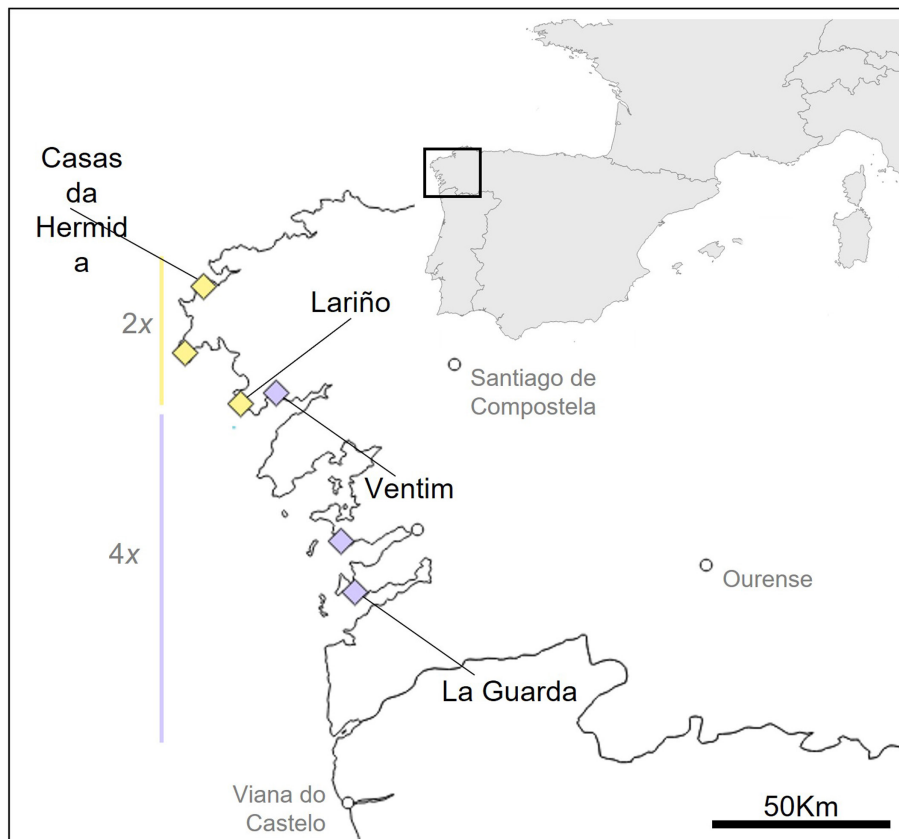 Casas
da
Hermid
a
Lariño
2x
Santiago de
Compostela
Ventim
4x
Ourense
La Guarda
Viana do
Castelo
50Km